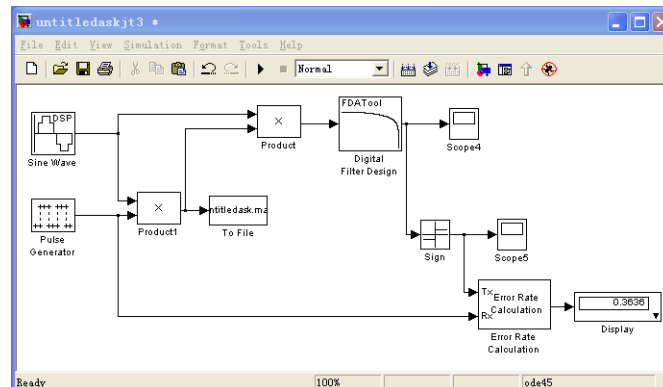 untitledaskjt3 *
File Edit View Simulation Format Tools Help
Normal
DSP
Sine Wave
Pulse
Generator
×
Product
×
Product1
ntitledask.ma
To File
FDATool
Digital
Filter Design
Scope4
Sign
Scope5
Tx
Rx
Error Rate
Calculation
Error Rate
Calculation
0.3636
Display
Ready 100% ode45